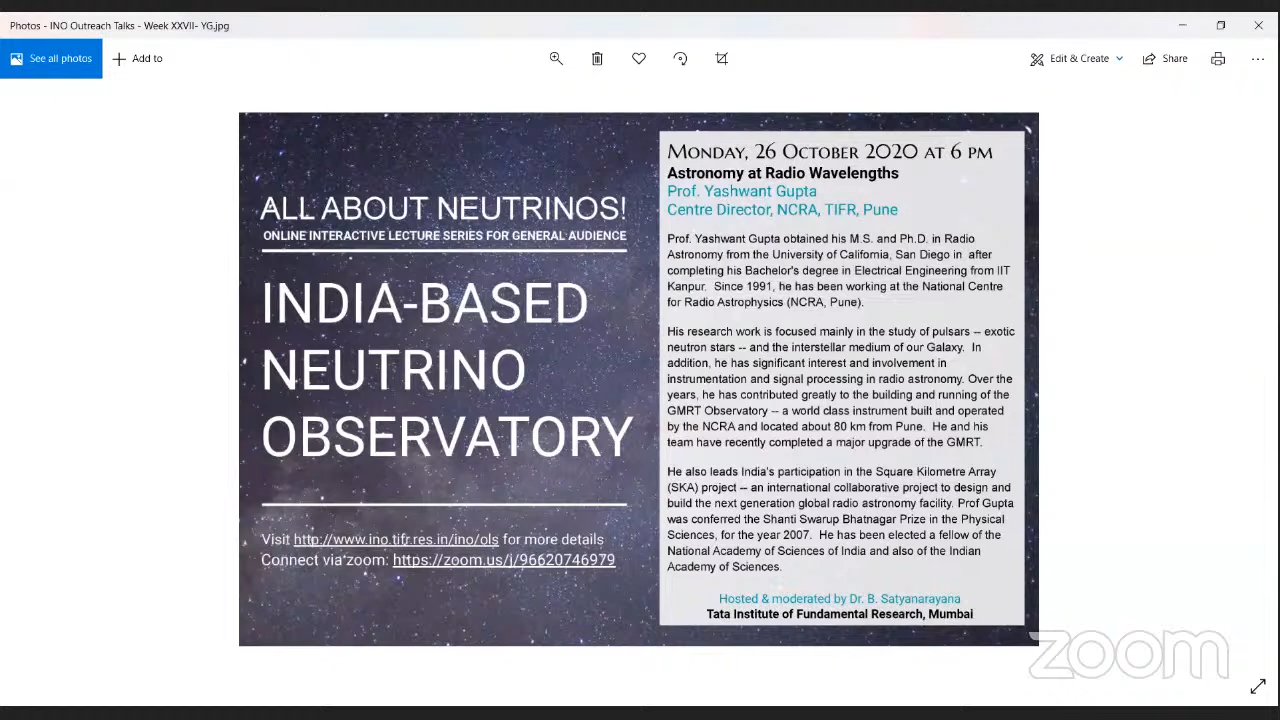 Photos - INO Outreach Talks - Week XXVII- YG.jpg
See all photos
Add to
Edit & Create
Share
ALL ABOUT NEUTRINOS!
ONLINE INTERACTIVE LECTURE SERIES FOR GENERAL AUDIENCE
INDIA-BASED
NEUTRINO
OBSERVATORY
Visit http://www.ino.tifr.res.in/ino/ols for more details
Connect via zoom: https://zoom.us/j/96620746979
Monday, 26 October 2020 at 6 pm
Astronomy at Radio Wavelengths
Prof. Yashwant Gupta
Centre Director, NCRA, TIFR, Pune
Prof. Yashwant Gupta obtained his M.S. and Ph.D. in Radio
Astronomy from the University of California, San Diego in  after
completing his Bachelor's degree in Electrical Engineering from IIT
Kanpur.  Since 1991, he has been working at the National Centre
for Radio Astrophysics (NCRA, Pune).
His research work is focused mainly in the study of pulsars -- exotic
neutron stars -- and the interstellar medium of our Galaxy.  In
addition, he has significant interest and involvement in
instrumentation and signal processing in radio astronomy. Over the
years, he has contributed greatly to the building and running of the
GMRT Observatory -- a world class instrument built and operated
by the NCRA and located about 80 km from Pune.  He and his
team have recently completed a major upgrade of the GMRT.
He also leads India's participation in the Square Kilometre Array
(SKA) project -- an international collaborative project to design and
build the next generation global radio astronomy facility. Prof Gupta
was conferred the Shanti Swarup Bhatnagar Prize in the Physical
Sciences, for the year 2007.  He has been elected a fellow of the
National Academy of Sciences of India and also of the Indian
Academy of Sciences.
Hosted & moderated by Dr. B. Satyanarayana
Tata Institute of Fundamental Research, Mumbai
zoom